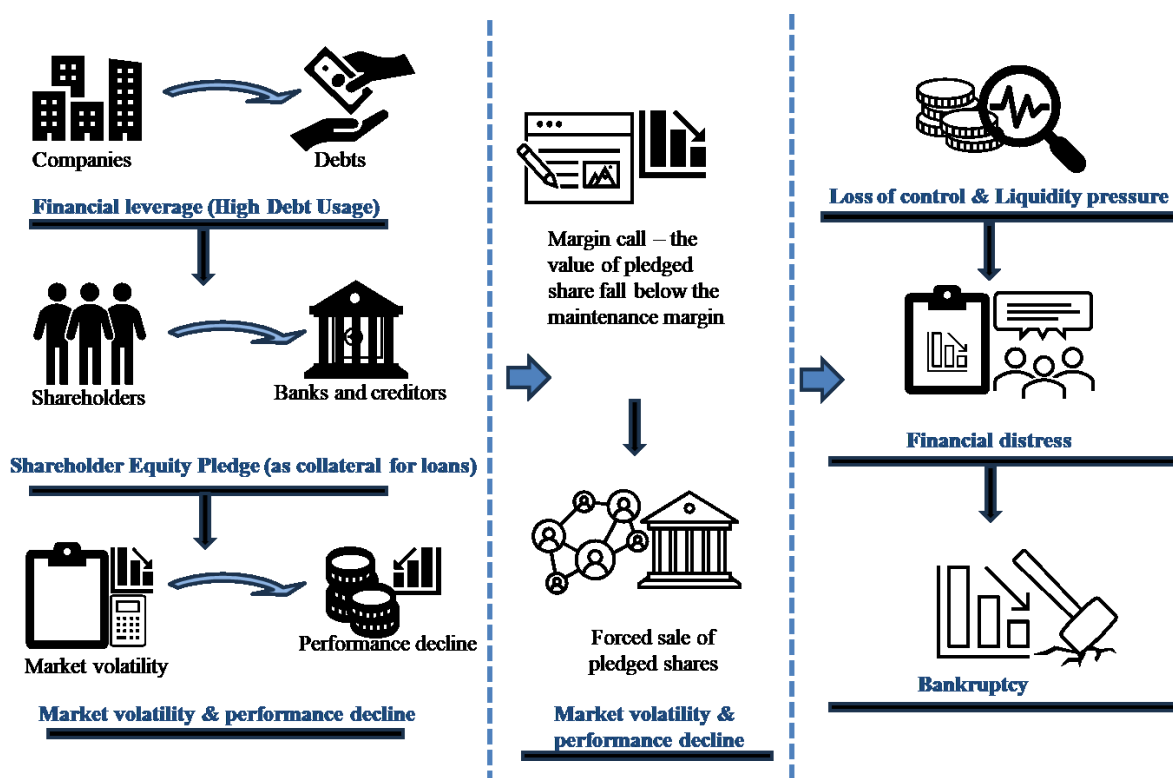 Companies
Debts
Financial leverage (High Debt Usage)
Shareholders
Banks and creditors
Shareholder Equity Pledge (as collateral for loans)
Market volatility
Performance decline
Market volatility & performance decline
Margin call – the
value of pledged
share fall below the
maintenance margin
Forced sale of
pledged shares
Market volatility &
performance decline
Loss of control & Liquidity pressure
Financial distress
Bankruptcy